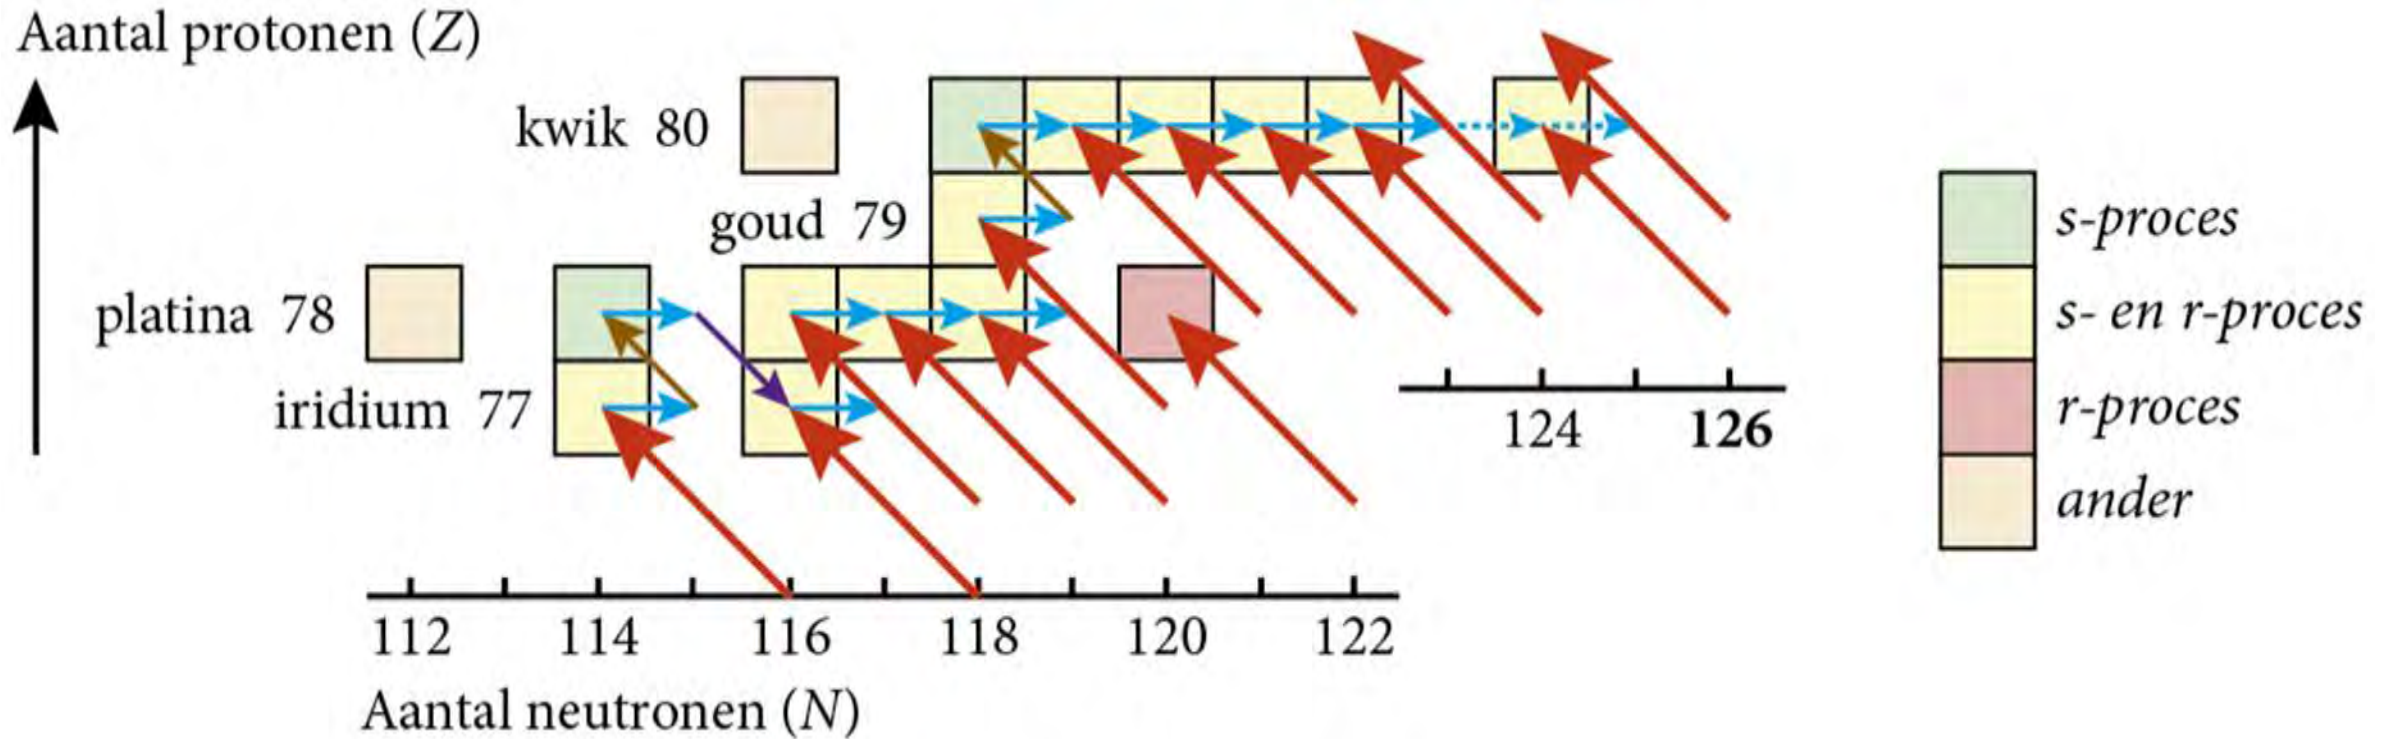 Aantal protonen (Z)
kwik 80
goud 79
platina 78
iridium 77
s-proces
s- en r-proces
r-proces
ander
124 126
112 114 116 118 120 122
Aantal neutronen (N)